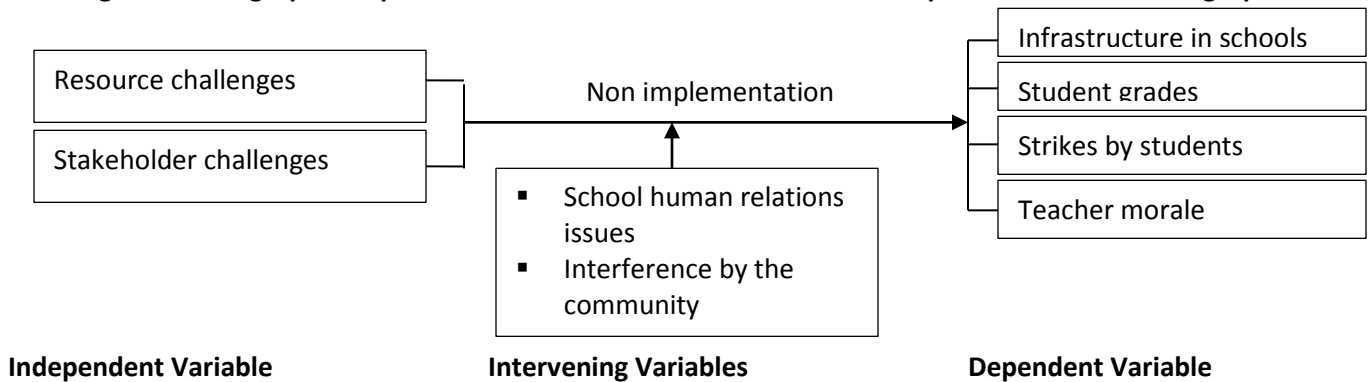 Infrastructure in schools
Resource challenges
Non implementation
Student grades
Stakeholder challenges
Strikes by students
▪ School human relations
issues
▪ Interference by the
community
Teacher morale
Independent Variable
Intervening Variables
Dependent Variable